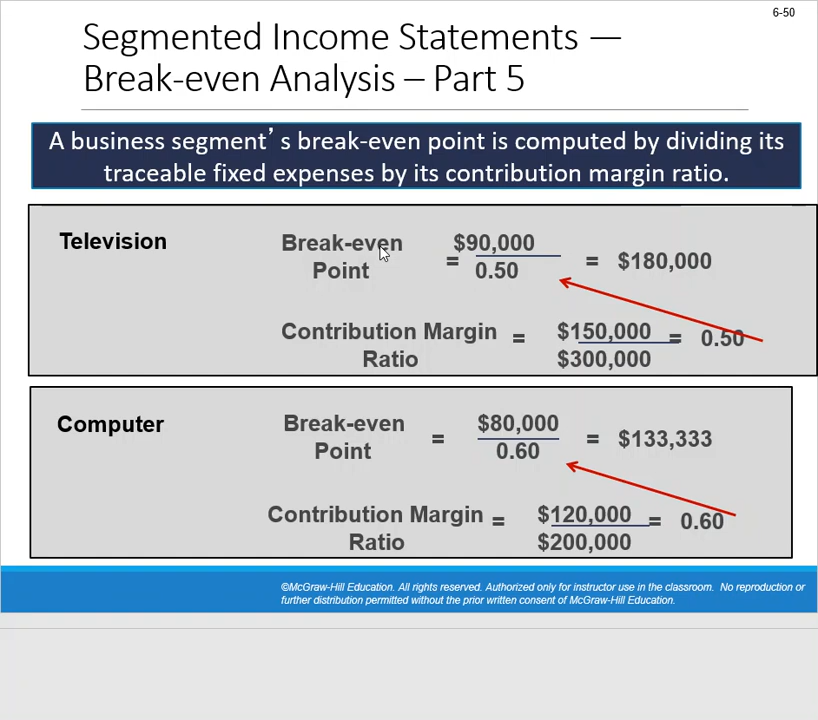 6-50
Segmented Income Statements —
Break-even Analysis – Part 5
A business segment's break-even point is computed by dividing its
traceable fixed expenses by its contribution margin ratio.
Television
Break-even
Point
=
$90,000
0.50
= $180,000
Contribution Margin
Ratio
=
$150,000
$300,000
= 0.50
Computer
Break-even
Point
=
$80,000
0.60
= $133,333
Contribution Margin
Ratio
=
$120,000
$200,000
= 0.60
©McGraw-Hill Education. All rights reserved. Authorized only for instructor use in the classroom. No reproduction or
further distribution permitted without the prior written consent of McGraw-Hill Education.